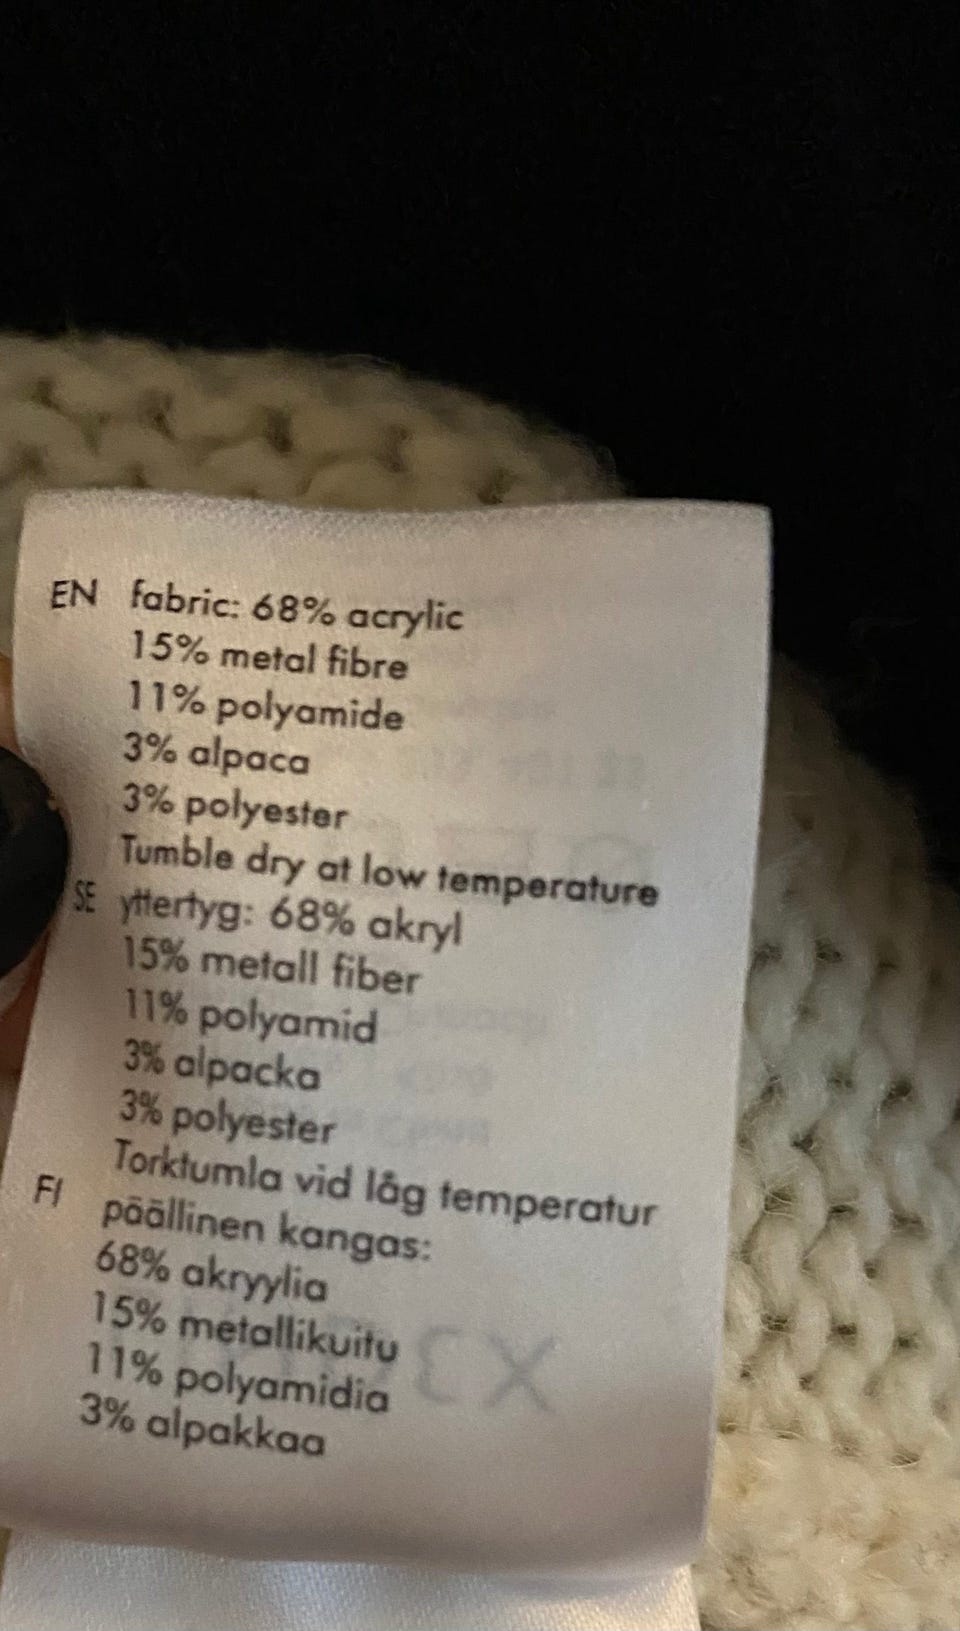 EN fabric: 68% acrylic
15% metal fibre
11% polyamide
3% alpaca
3% polyester
Tumble dry at low temperature
SE yttertyg: 68% akryl
15% metall fiber
11% polyamid
3% alpacka
3% polyester
Torktumla vid låg temperatur
FI päällinen kangas:
68% akryylia
15% metallikuitu
11% polyamidia
3% alpakkaa